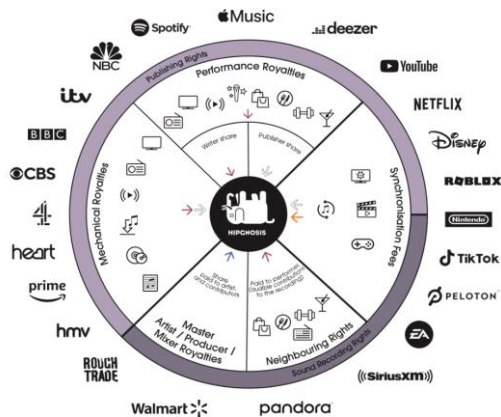 Music
Spotify
deezer
NBC
YouTube
itv
NETFLIX
BBC
Disney
CBS
ROBLOX
4
Nintendo
heart
TikTok
prime
PELOTON
hmv
EA
ROUGH
TRADE
SiriusXM
Walmart
pandora
Publishing Rights
Performance Royalties
Writer share
Publisher share
Mechanical Royalties
Synchronisation Fees
HIPGNOSIS
Share
paid to artist,
and contributors
Paid to performers
(audible contribution
to the recording)
Master
Artist / Producer /
Mixer Royalties
Neighbouring Rights
Sound Recording Rights